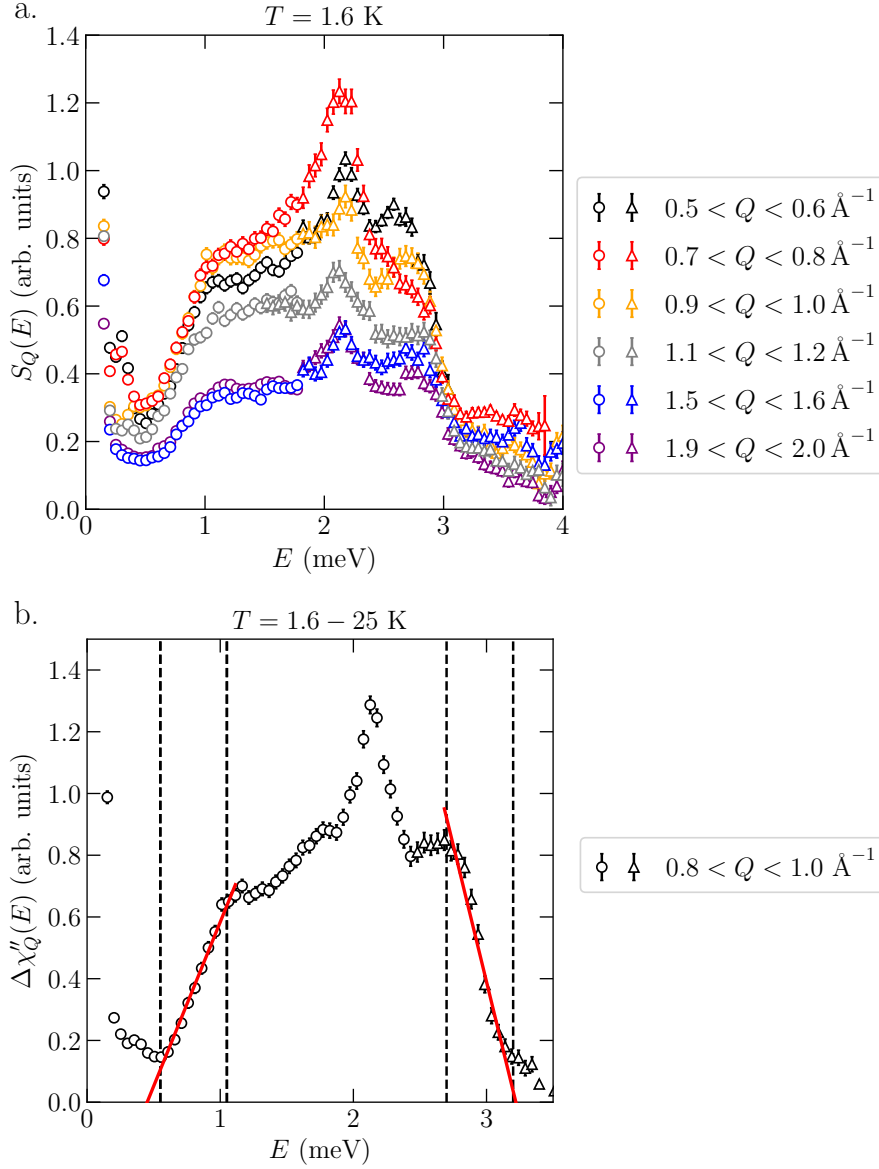 a.
T = 1.6 K
1.4
1.2
1.0
0.8
0.6
0.4
0.2
0.0
S_Q(E) (arb. units)
0 1 2 3 4
E (meV)
0.5 < Q < 0.6 Å⁻¹
0.7 < Q < 0.8 Å⁻¹
0.9 < Q < 1.0 Å⁻¹
1.1 < Q < 1.2 Å⁻¹
1.5 < Q < 1.6 Å⁻¹
1.9 < Q < 2.0 Å⁻¹
b.
T = 1.6 − 25 K
1.4
1.2
1.0
0.8
0.6
0.4
0.2
0.0
Δχ″_Q(E) (arb. units)
0 1 2 3
E (meV)
0.8 < Q < 1.0 Å⁻¹